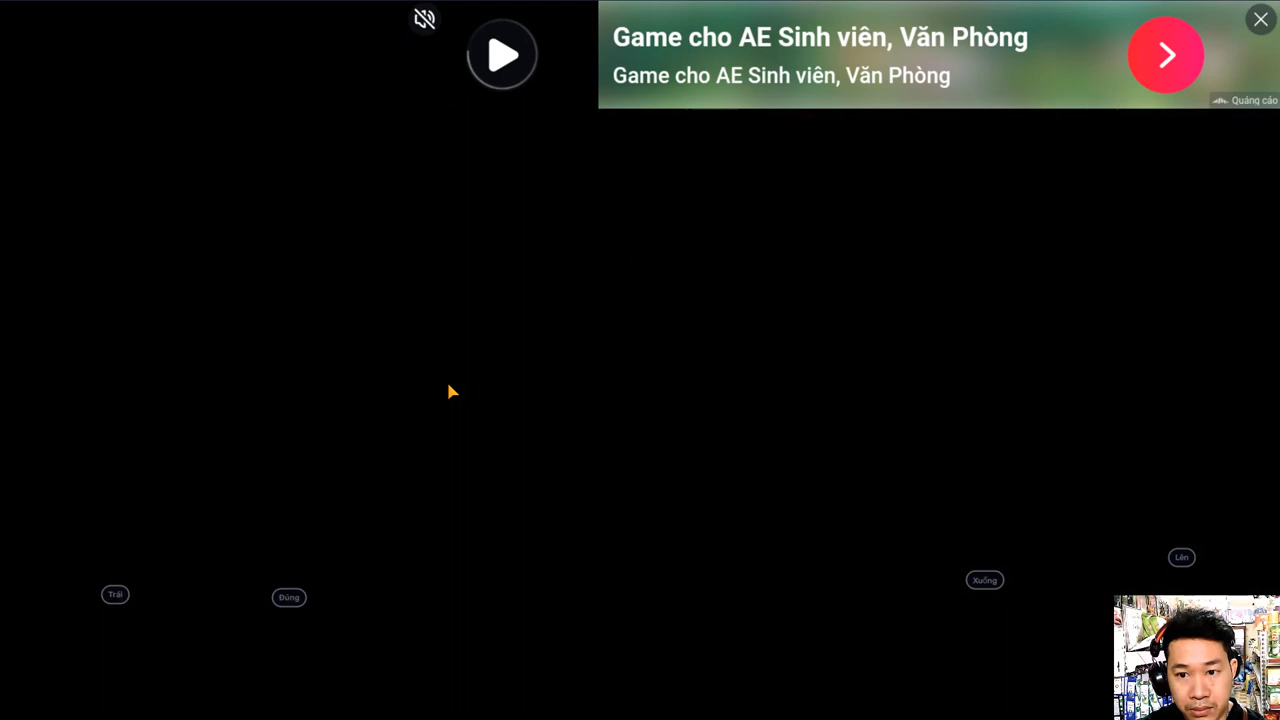 Game cho AE Sinh viên, Văn Phòng
Game cho AE Sinh viên, Văn Phòng
Quảng cáo
Lên
Xuống
Trái
Đúng